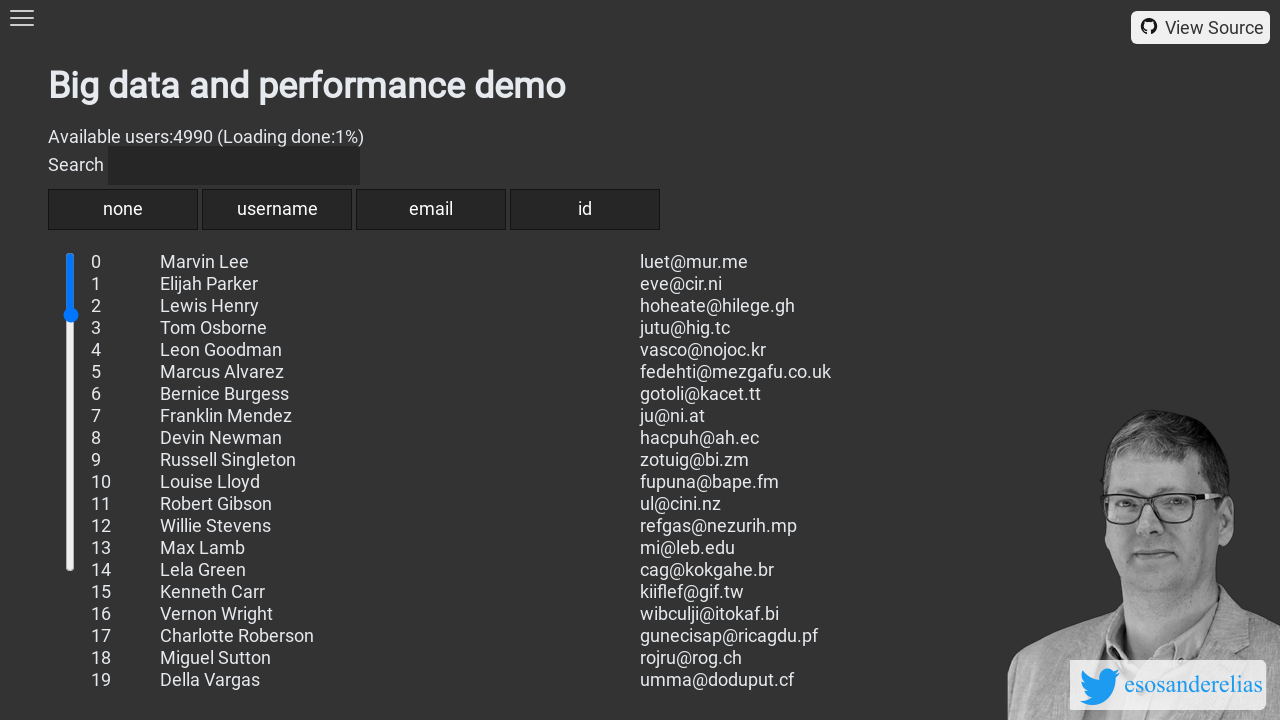 View Source
Big data and performance demo
Available users:4990 (Loading done:1%)
Search
none username email id
0 Marvin Lee luet@mur.me
1 Elijah Parker eve@cir.ni
2 Lewis Henry hoheate@hilege.gh
3 Tom Osborne jutu@hig.tc
4 Leon Goodman vasco@nojoc.kr
5 Marcus Alvarez fedehti@mezgafu.co.uk
6 Bernice Burgess gotoli@kacet.tt
7 Franklin Mendez ju@ni.at
8 Devin Newman hacpuh@ah.ec
9 Russell Singleton zotuig@bi.zm
10 Louise Lloyd fupuna@bape.fm
11 Robert Gibson ul@cini.nz
12 Willie Stevens refgas@nezurih.mp
13 Max Lamb mi@leb.edu
14 Lela Green cag@kokgahe.br
15 Kenneth Carr kiiflef@gif.tw
16 Vernon Wright wibculji@itokaf.bi
17 Charlotte Roberson gunecisap@ricagdu.pf
18 Miguel Sutton rojru@rog.ch
19 Della Vargas umma@doduput.cf
esosanderelias